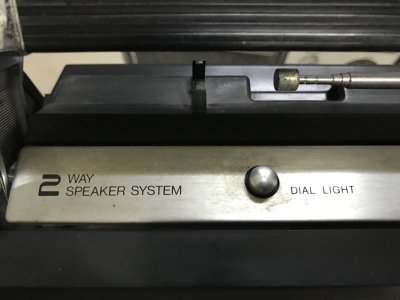 2 WAY
SPEAKER SYSTEM
DIAL LIGHT